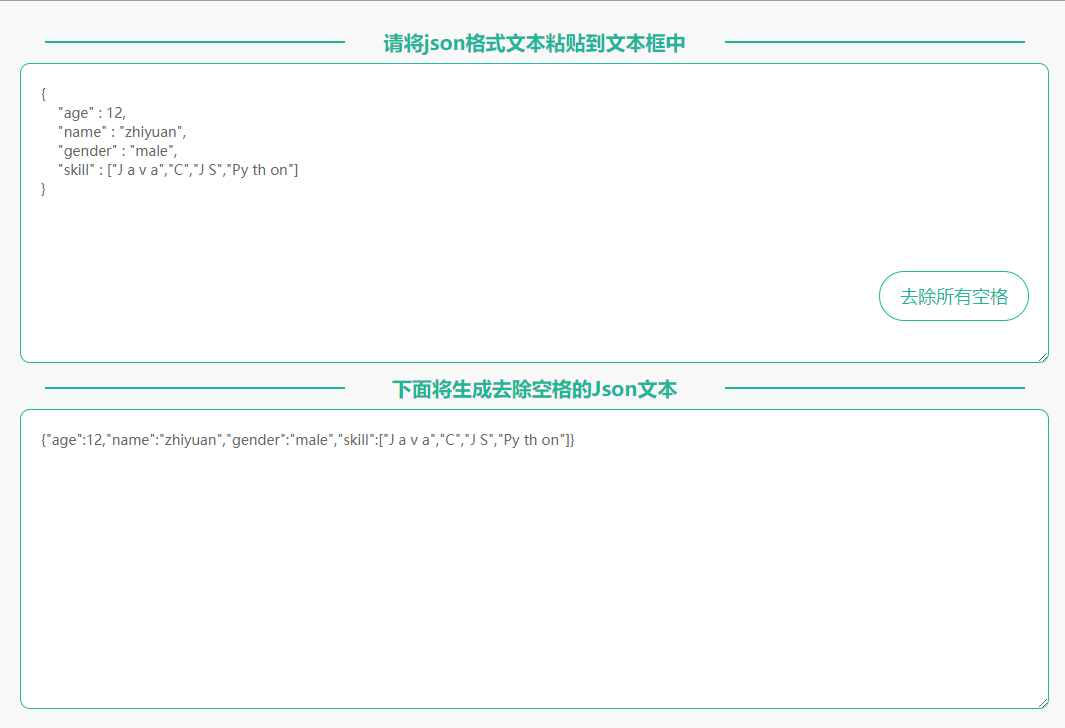 请将json格式文本粘贴到文本框中
{
    "age" : 12,
    "name" : "zhiyuan",
    "gender" : "male",
    "skill" : ["J a v a","C","J S","Py th on"]
}
去除所有空格
下面将生成去除空格的Json文本
{"age":12,"name":"zhiyuan","gender":"male","skill":["J a v a","C","J S","Py th on"]}